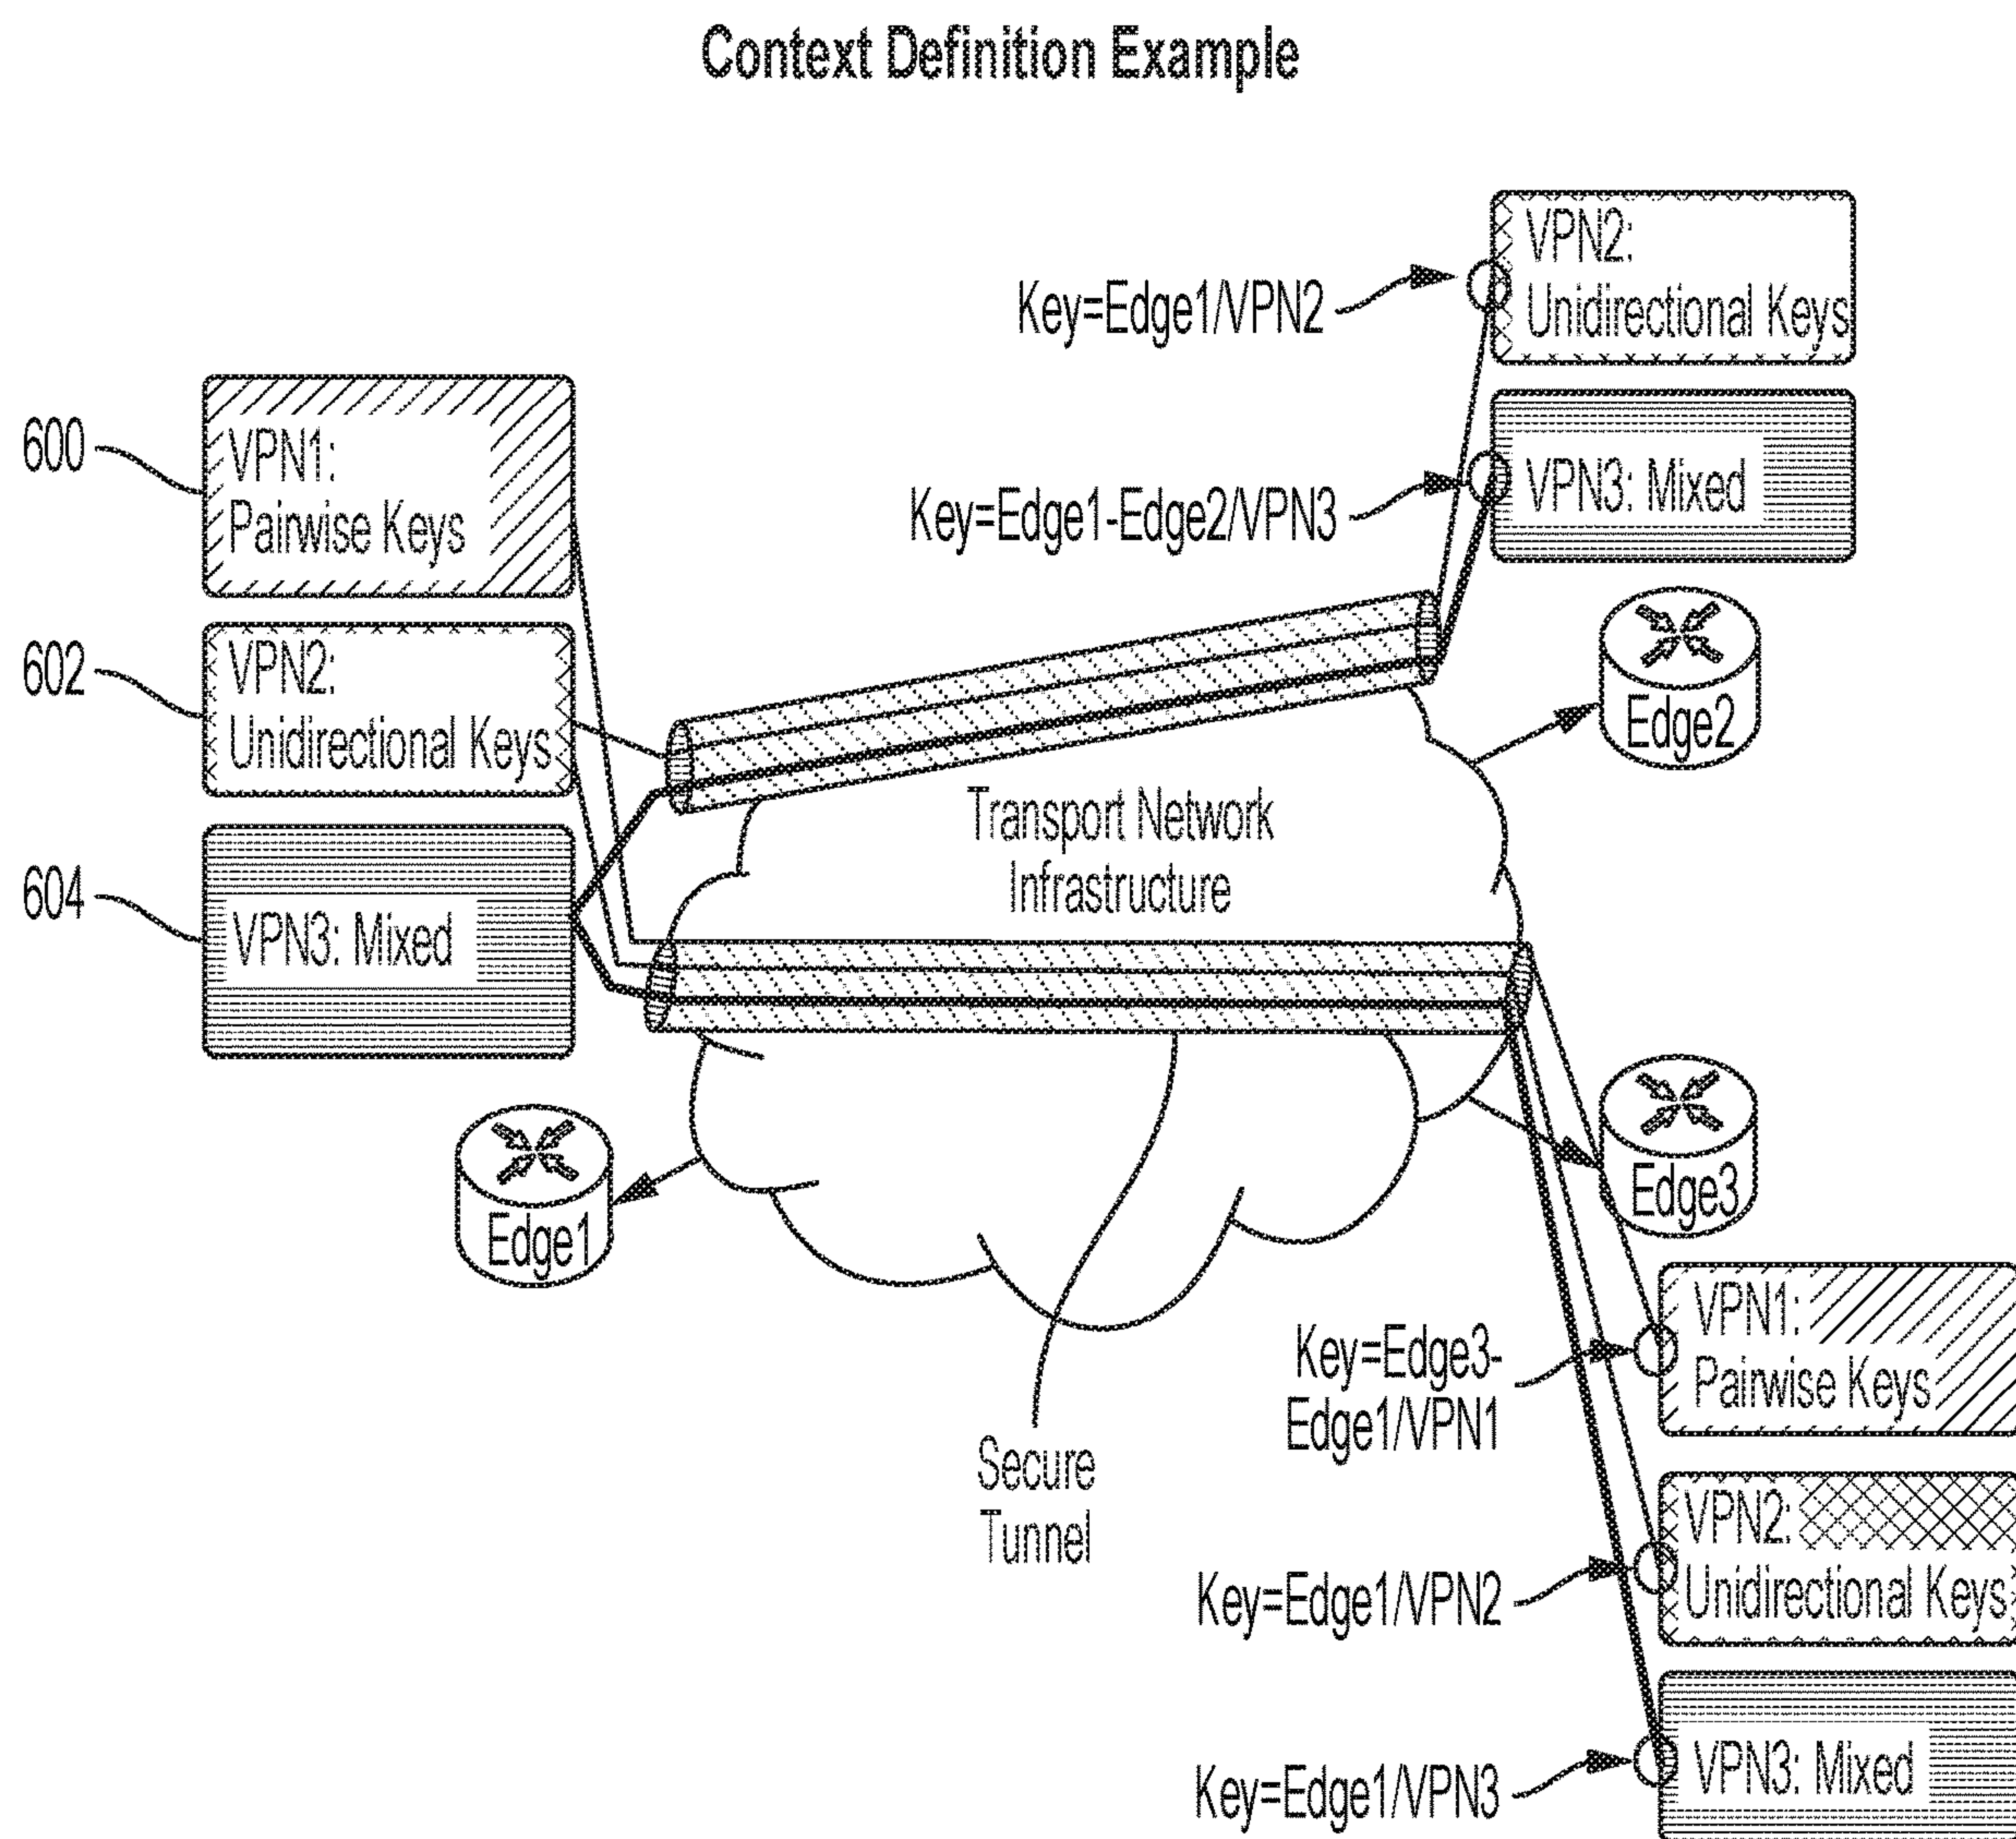 Context Definition Example
VPN2:
Unidirectional Keys
Key=Edge1/VPN2
VPN3: Mixed
Key=Edge1-Edge2/VPN3
600
VPN1:
Pairwise Keys
602
VPN2:
Unidirectional Keys
604
VPN3: Mixed
Edge2
Transport Network
Infrastructure
Edge1
Edge3
Secure
Tunnel
VPN1:
Pairwise Keys
Key=Edge3-
Edge1/VPN1
VPN2:
Unidirectional Keys
Key=Edge1/VPN2
VPN3: Mixed
Key=Edge1/VPN3